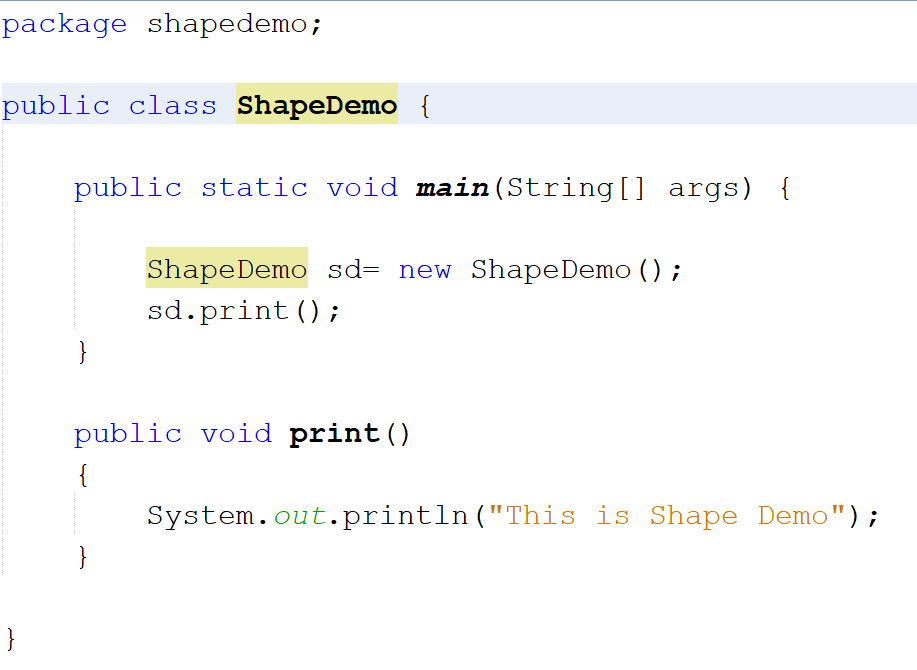 package shapedemo;
public class ShapeDemo {
public static void main(String[] args) {
ShapeDemo sd= new ShapeDemo();
sd.print();
}
public void print()
{
System.out.println("This is Shape Demo");
}
}